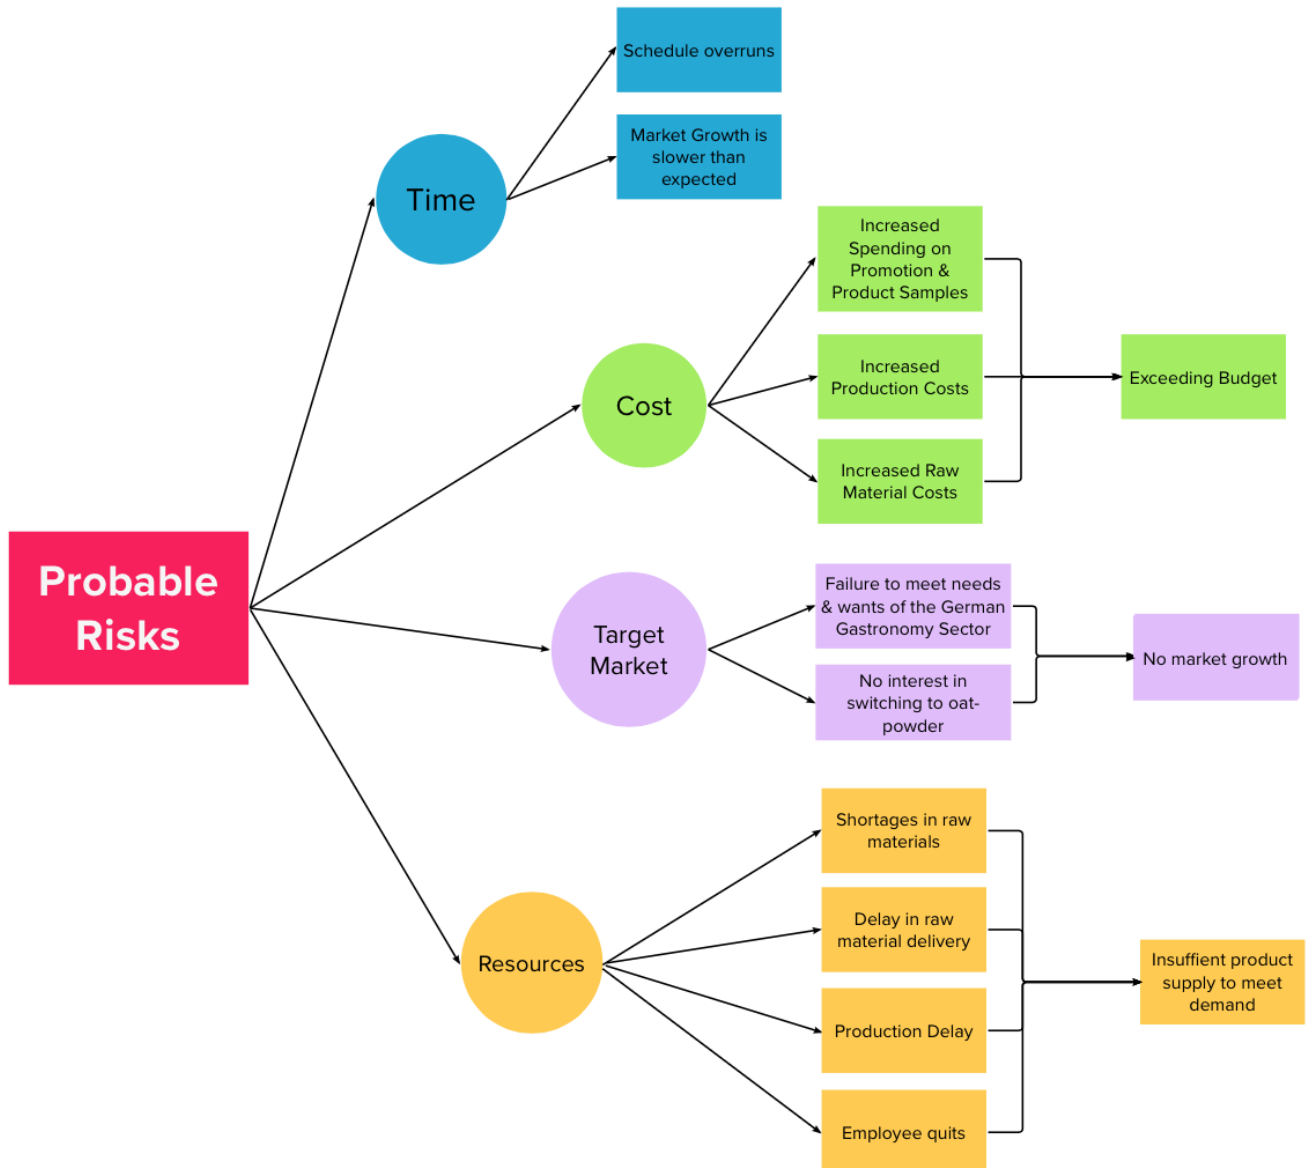 Schedule overruns
Market Growth is
slower than
expected
Time
Increased
Spending on
Promotion &
Product Samples
Increased
Production Costs
Exceeding Budget
Cost
Increased Raw
Material Costs
Probable
Risks
Failure to meet needs
& wants of the German
Gastronomy Sector
Target
Market
No market growth
No interest in
switching to oat-
powder
Shortages in raw
materials
Delay in raw
material delivery
Resources
Insuffient product
supply to meet
demand
Production Delay
Employee quits